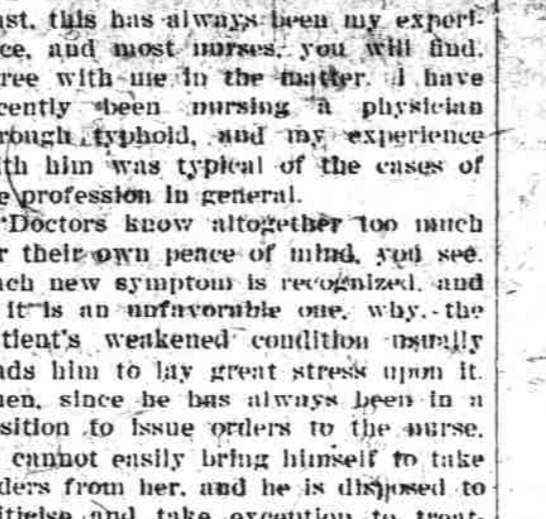 ast. this has always been my experi-
ce, and most nurses, you will find.
ree with me in the matter. I have
cently been nursing a physician
rough typhoid, and my experience
th him was typical of the cases of
e profession in general.
"Doctors know altogether too much
r their own peace of mind, you see.
ach new symptom is recognized, and
it is an unfavorable one, why, the
tient's weakened condition usually
ads him to lay great stress upon it.
hen, since he has always been in a
sition to issue orders to the nurse,
cannot easily bring himself to take
ders from her, and he is disposed to
iticise and take exception to treat-